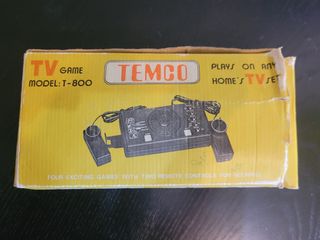 TV GAME
MODEL: T-800
TEMCO
PLAYS ON ANY
HOME'S TV SET
FOUR EXCITING GAMES WITH TWO REMOTE CONTROLS FOR